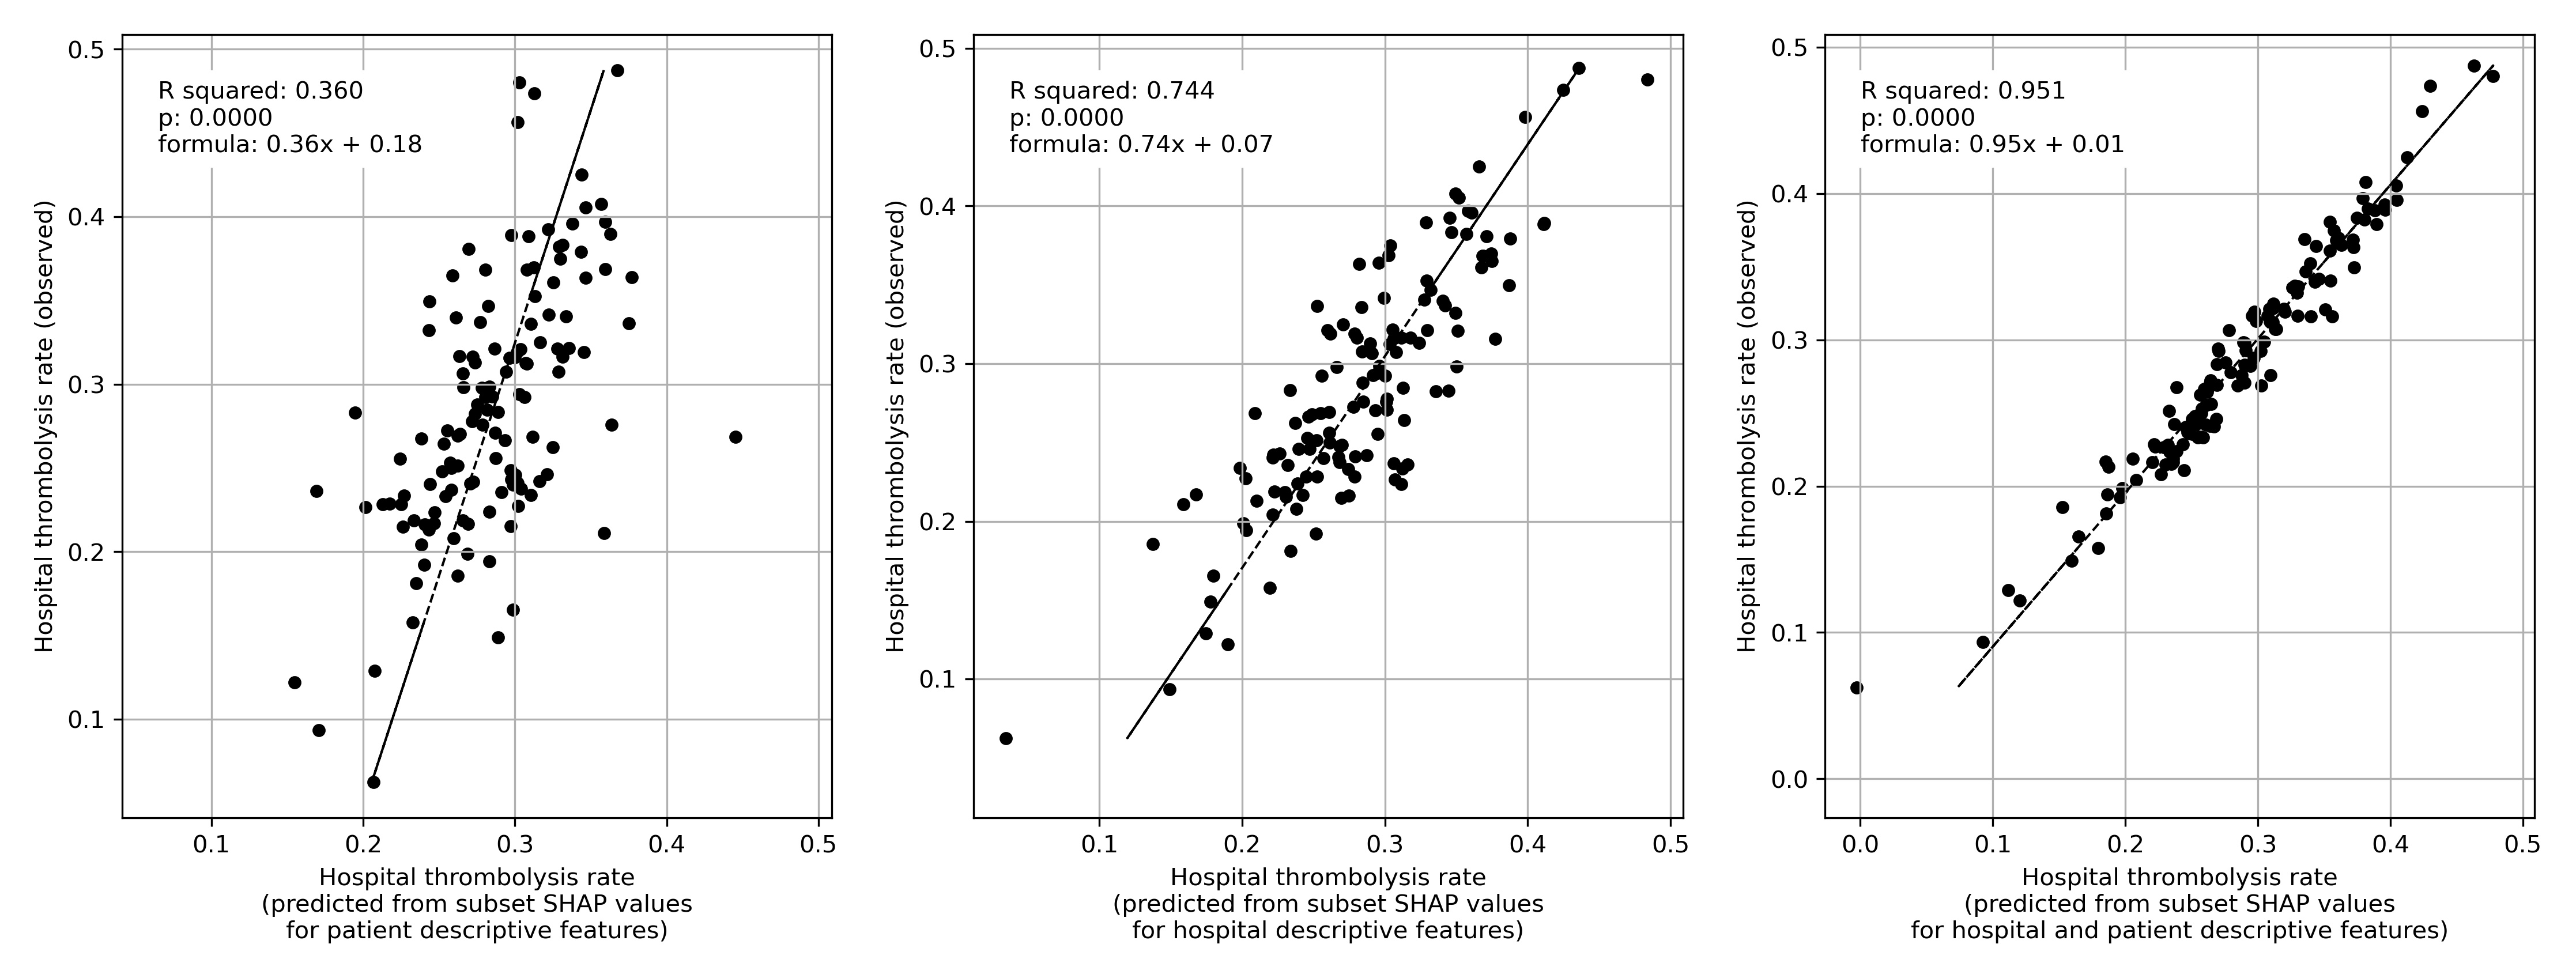 Hospital thrombolysis rate (observed)
0.5
0.4
0.3
0.2
0.1
R squared: 0.360
p: 0.0000
formula: 0.36x + 0.18
0.1 0.2 0.3 0.4 0.5
Hospital thrombolysis rate
(predicted from subset SHAP values
for patient descriptive features)
Hospital thrombolysis rate (observed)
0.5
0.4
0.3
0.2
0.1
R squared: 0.744
p: 0.0000
formula: 0.74x + 0.07
0.1 0.2 0.3 0.4 0.5
Hospital thrombolysis rate
(predicted from subset SHAP values
for hospital descriptive features)
Hospital thrombolysis rate (observed)
0.5
0.4
0.3
0.2
0.1
0.0
R squared: 0.951
p: 0.0000
formula: 0.95x + 0.01
0.0 0.1 0.2 0.3 0.4 0.5
Hospital thrombolysis rate
(predicted from subset SHAP values
for hospital and patient descriptive features)